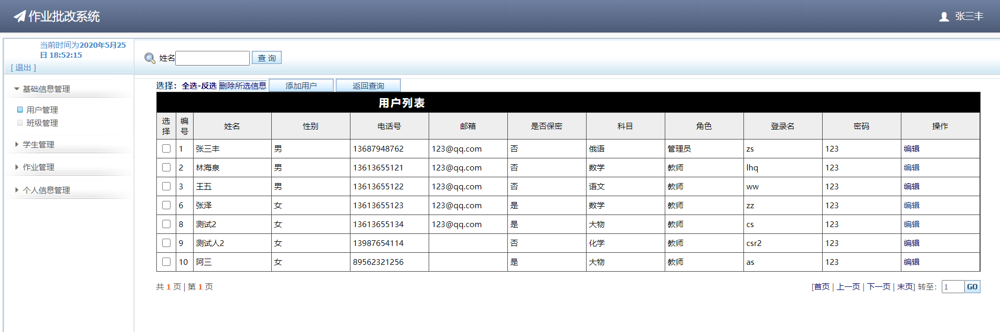 作业批改系统
张三丰
当前时间为2020年5月25
日 18:52:15
[ 退出 ]
姓名 查 询
基础信息管理
用户管理
班级管理
学生管理
作业管理
个人信息管理
选择：全选-反选 删除所选信息 添加用户 返回查询
用户列表
选择 编号 姓名 性别 电话号 邮箱 是否保密 科目 角色 登录名 密码 操作
1 张三丰 男 13687948762 123@qq.com 否 俄语 管理员 zs 123 编辑
2 林海泉 男 13613655121 123@qq.com 否 数学 教师 lhq 123 编辑
3 王五 男 13613655122 123@qq.com 否 语文 教师 ww 123 编辑
6 张泽 女 13613655123 123@qq.com 是 数学 教师 zz 123 编辑
8 测试2 女 13613655134 123@qq.com 是 大物 教师 cs 123 编辑
9 测试人2 女 13987654114 否 化学 教师 csr2 123 编辑
10 阿三 女 89562321256 是 大物 教师 as 123 编辑
共 1 页 | 第 1 页 [首页 | 上一页 | 下一页 | 末页] 转至： 1 GO